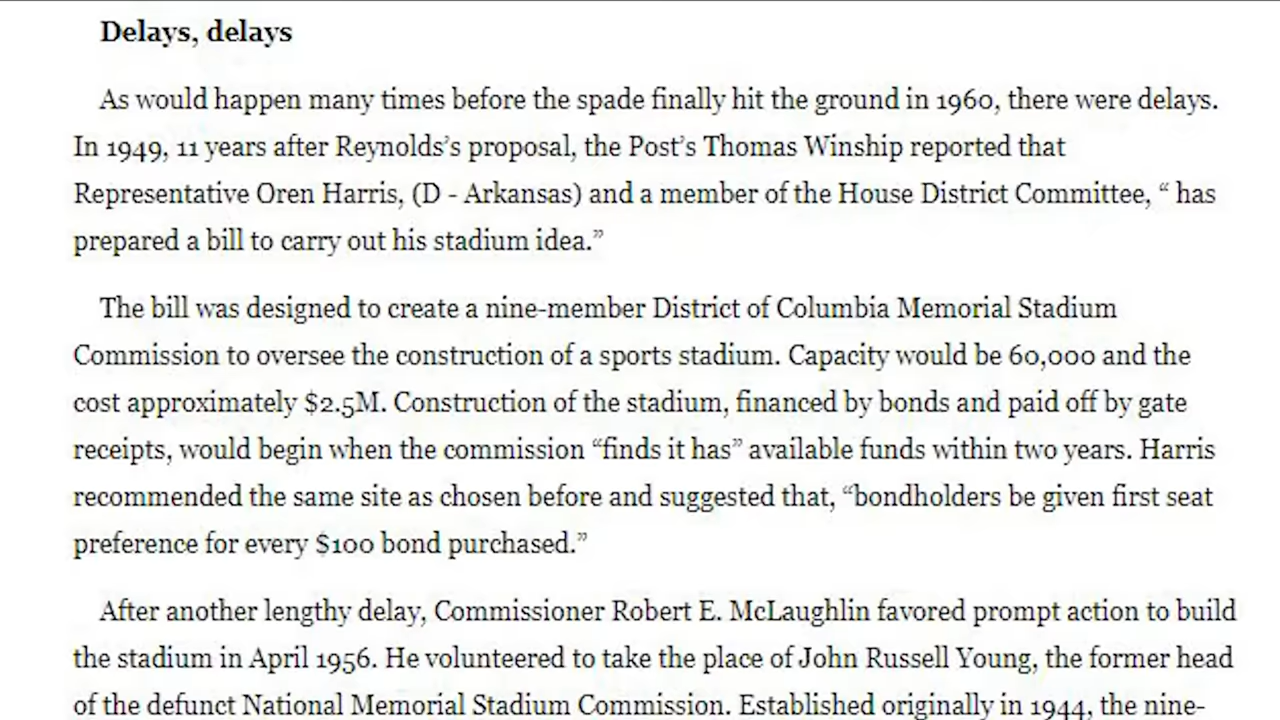 Delays, delays
As would happen many times before the spade finally hit the ground in 1960, there were delays.
In 1949, 11 years after Reynolds’s proposal, the Post’s Thomas Winship reported that
Representative Oren Harris, (D - Arkansas) and a member of the House District Committee, “ has
prepared a bill to carry out his stadium idea.”
The bill was designed to create a nine-member District of Columbia Memorial Stadium
Commission to oversee the construction of a sports stadium. Capacity would be 60,000 and the
cost approximately $2.5M. Construction of the stadium, financed by bonds and paid off by gate
receipts, would begin when the commission “finds it has” available funds within two years. Harris
recommended the same site as chosen before and suggested that, “bondholders be given first seat
preference for every $100 bond purchased.”
After another lengthy delay, Commissioner Robert E. McLaughlin favored prompt action to build
the stadium in April 1956. He volunteered to take the place of John Russell Young, the former head
of the defunct National Memorial Stadium Commission. Established originally in 1944, the nine-